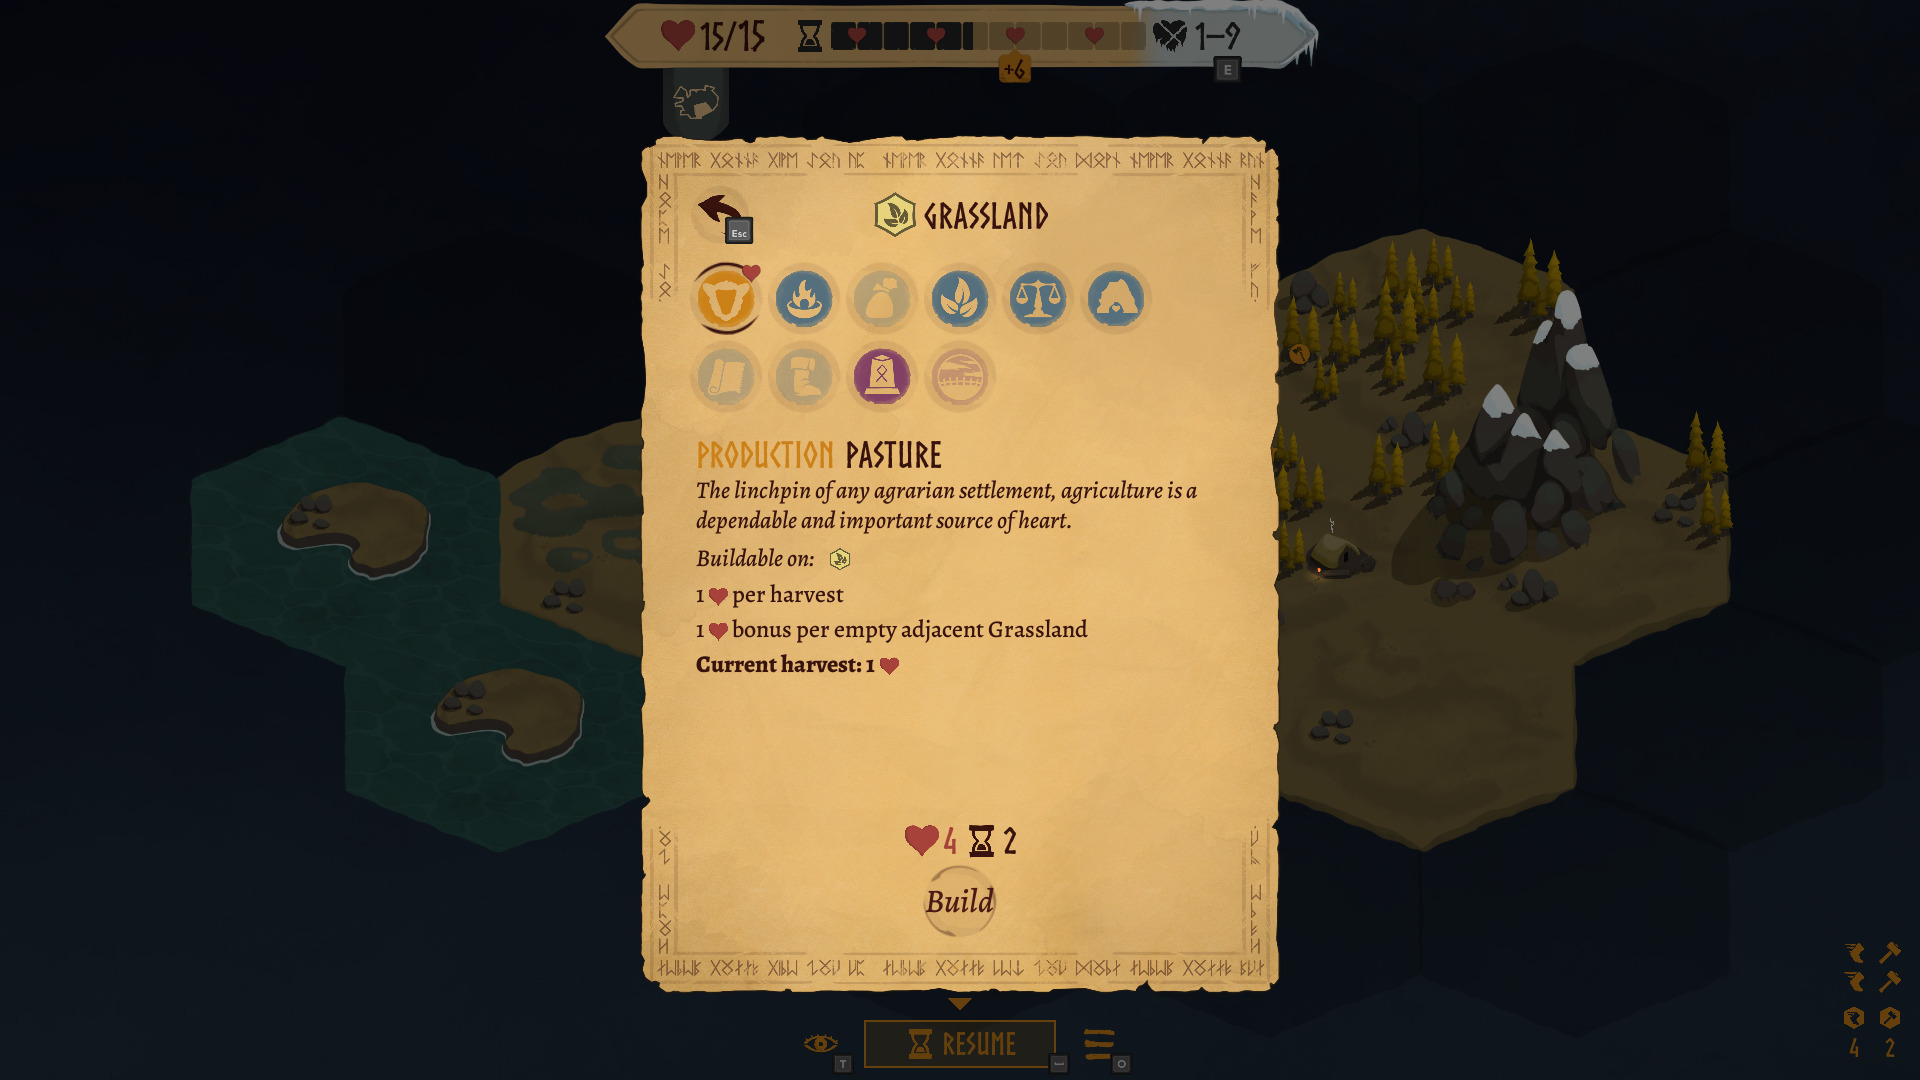 15/15
1–9
+6
E
Esc
GRASSLAND
PRODUCTION PASTURE
The linchpin of any agrarian settlement, agriculture is a
dependable and important source of heart.
Buildable on:
1 per harvest
1 bonus per empty adjacent Grassland
Current harvest: 1
4 2
Build
RESUME
T
O
4 2